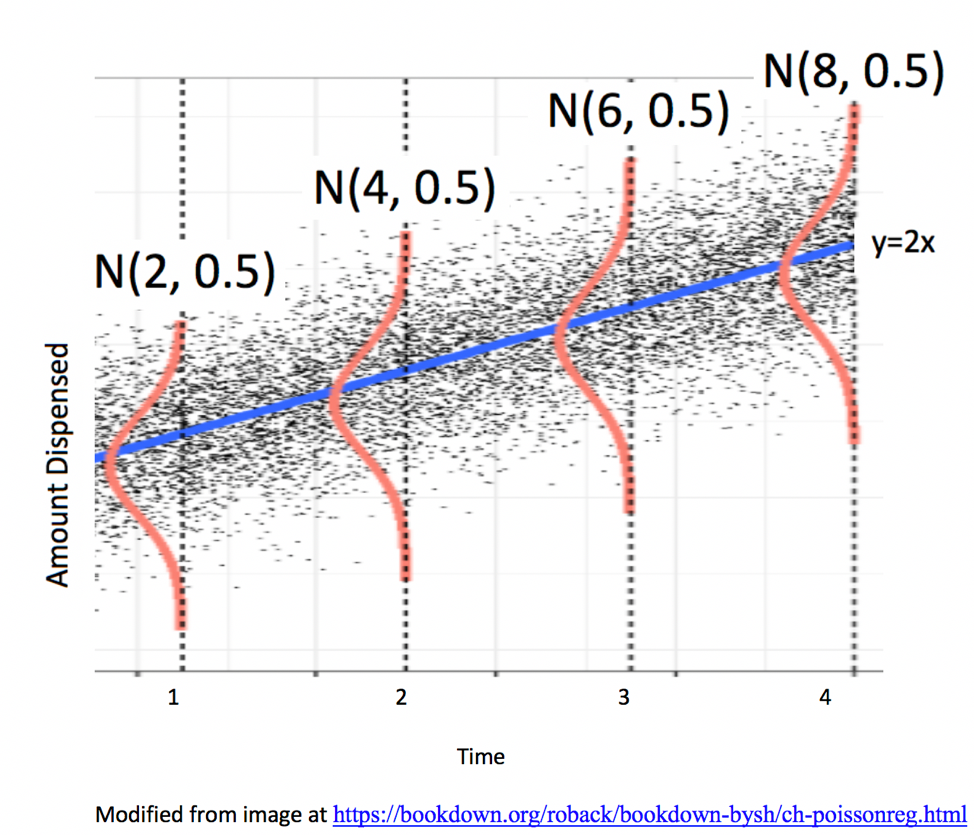 N(8, 0.5)
N(6, 0.5)
N(4, 0.5)
y=2x
N(2, 0.5)
Amount Dispensed
1 2 3 4
Time
Modified from image at https://bookdown.org/roback/bookdown-bysh/ch-poissonreg.html